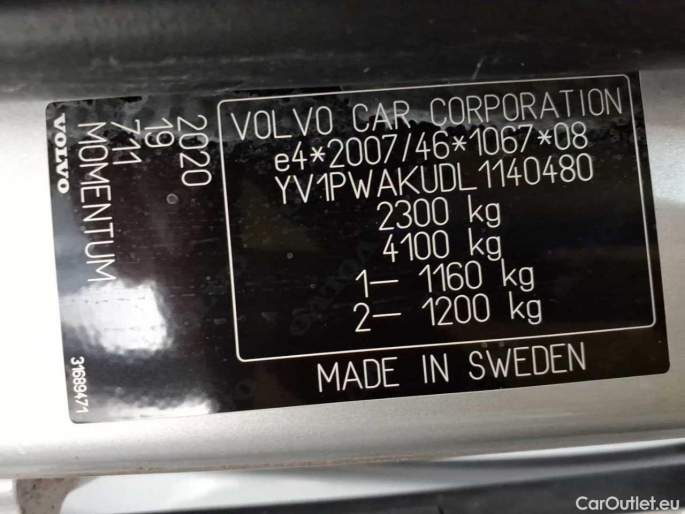 VOLVO CAR CORPORATION
e4*2007/46*1067*08
YV1PWAKUDL1140480
2300 kg
4100 kg
1– 1160 kg
2– 1200 kg
MADE IN SWEDEN
2020
19
711
MOMENTUM
VOLVO
31689471
CarOutlet.eu